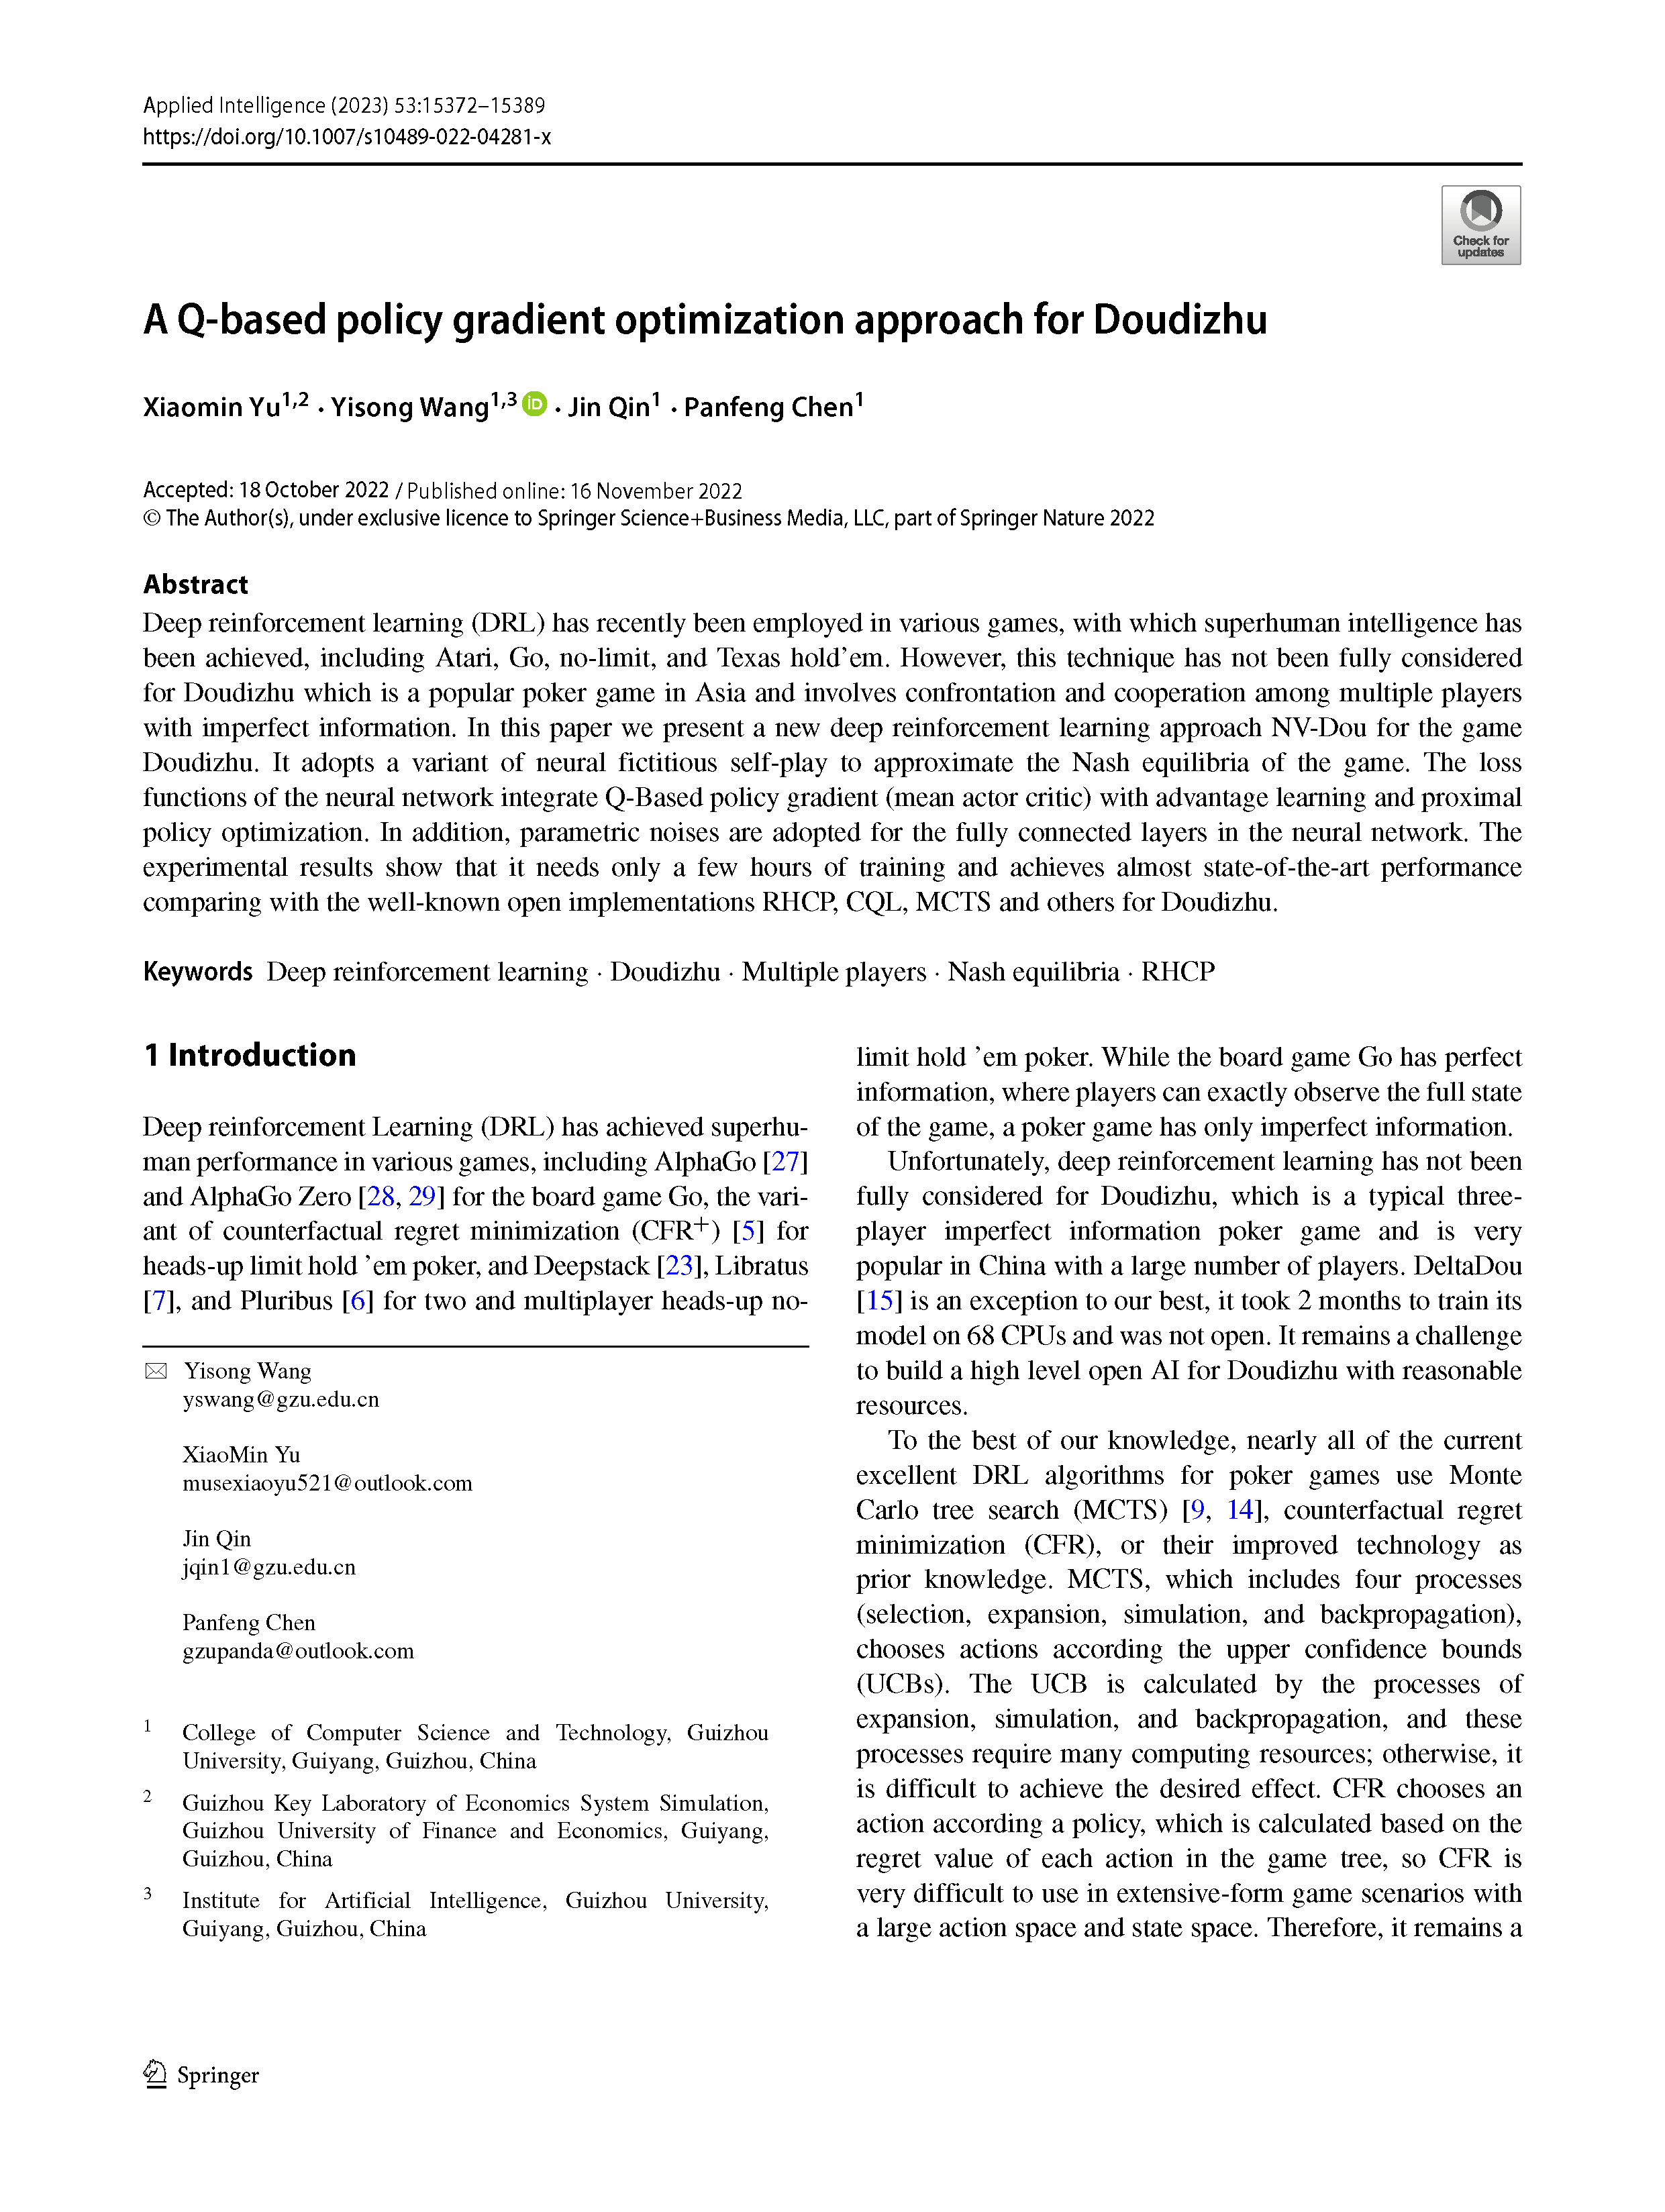 Applied Intelligence (2023) 53:15372–15389
https://doi.org/10.1007/s10489-022-04281-x
Check for
updates
A Q-based policy gradient optimization approach for Doudizhu
Xiaomin Yu1,2 · Yisong Wang1,3 iD · Jin Qin1 · Panfeng Chen1
Accepted: 18 October 2022 / Published online: 16 November 2022
© The Author(s), under exclusive licence to Springer Science+Business Media, LLC, part of Springer Nature 2022
Abstract
Deep reinforcement learning (DRL) has recently been employed in various games, with which superhuman intelligence has
been achieved, including Atari, Go, no-limit, and Texas hold’em. However, this technique has not been fully considered
for Doudizhu which is a popular poker game in Asia and involves confrontation and cooperation among multiple players
with imperfect information. In this paper we present a new deep reinforcement learning approach NV-Dou for the game
Doudizhu. It adopts a variant of neural fictitious self-play to approximate the Nash equilibria of the game. The loss
functions of the neural network integrate Q-Based policy gradient (mean actor critic) with advantage learning and proximal
policy optimization. In addition, parametric noises are adopted for the fully connected layers in the neural network. The
experimental results show that it needs only a few hours of training and achieves almost state-of-the-art performance
comparing with the well-known open implementations RHCP, CQL, MCTS and others for Doudizhu.
Keywords Deep reinforcement learning · Doudizhu · Multiple players · Nash equilibria · RHCP
1 Introduction
Deep reinforcement Learning (DRL) has achieved superhu-
man performance in various games, including AlphaGo [27]
and AlphaGo Zero [28, 29] for the board game Go, the vari-
ant of counterfactual regret minimization (CFR+) [5] for
heads-up limit hold ’em poker, and Deepstack [23], Libratus
[7], and Pluribus [6] for two and multiplayer heads-up no-
Yisong Wang
yswang@gzu.edu.cn
XiaoMin Yu
musexiaoyu521@outlook.com
Jin Qin
jqin1@gzu.edu.cn
Panfeng Chen
gzupanda@outlook.com
1 College of Computer Science and Technology, Guizhou
University, Guiyang, Guizhou, China
2 Guizhou Key Laboratory of Economics System Simulation,
Guizhou University of Finance and Economics, Guiyang,
Guizhou, China
3 Institute for Artificial Intelligence, Guizhou University,
Guiyang, Guizhou, China
limit hold ’em poker. While the board game Go has perfect
information, where players can exactly observe the full state
of the game, a poker game has only imperfect information.
Unfortunately, deep reinforcement learning has not been
fully considered for Doudizhu, which is a typical three-
player imperfect information poker game and is very
popular in China with a large number of players. DeltaDou
[15] is an exception to our best, it took 2 months to train its
model on 68 CPUs and was not open. It remains a challenge
to build a high level open AI for Doudizhu with reasonable
resources.
To the best of our knowledge, nearly all of the current
excellent DRL algorithms for poker games use Monte
Carlo tree search (MCTS) [9, 14], counterfactual regret
minimization (CFR), or their improved technology as
prior knowledge. MCTS, which includes four processes
(selection, expansion, simulation, and backpropagation),
chooses actions according the upper confidence bounds
(UCBs). The UCB is calculated by the processes of
expansion, simulation, and backpropagation, and these
processes require many computing resources; otherwise, it
is difficult to achieve the desired effect. CFR chooses an
action according a policy, which is calculated based on the
regret value of each action in the game tree, so CFR is
very difficult to use in extensive-form game scenarios with
a large action space and state space. Therefore, it remains a
Springer